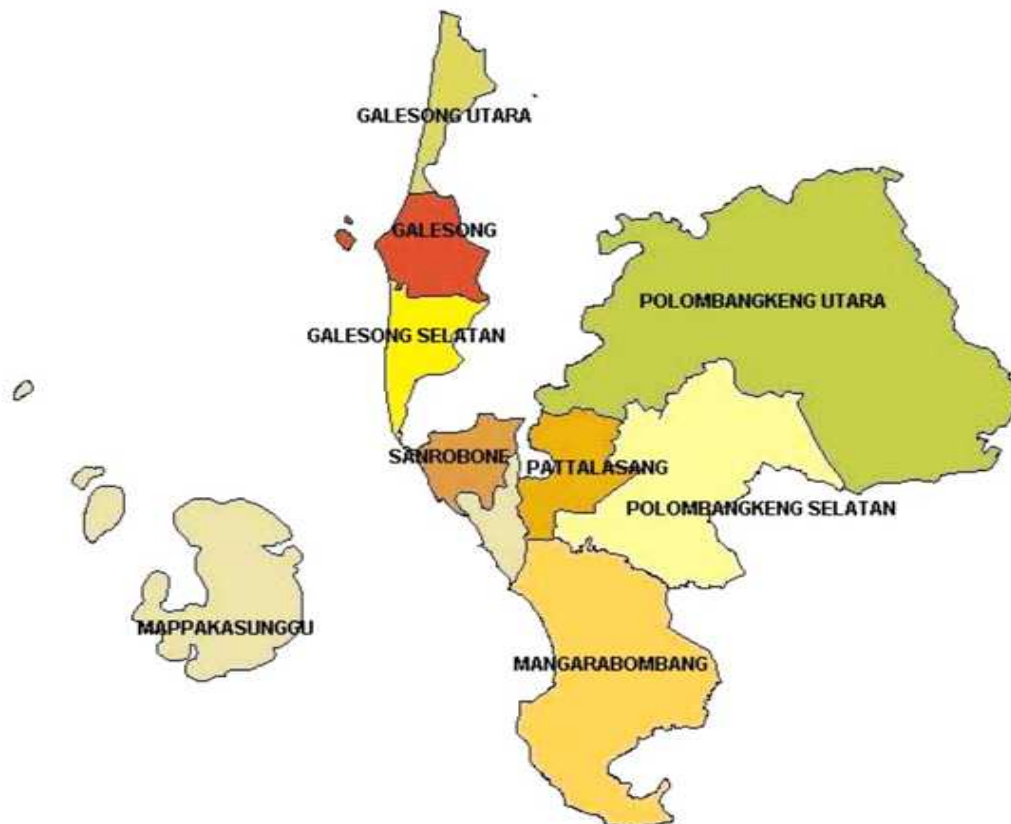 GALESONG UTARA
GALESONG
POLOMBANGKENG UTARA
GALESONG SELATAN
SANROBONE
PATTALASANG
POLOMBANGKENG SELATAN
MAPPAKASUNGGU
MANGARABOMBANG